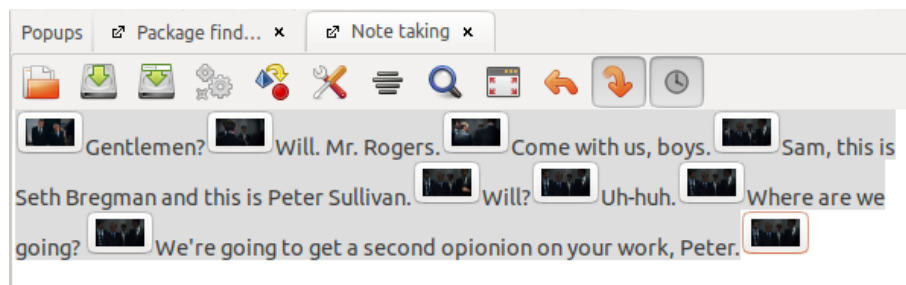 Popups Package find... × Note taking ×
Gentlemen? Will. Mr. Rogers. Come with us, boys. Sam, this is
Seth Bregman and this is Peter Sullivan. Will? Uh-huh. Where are we
going? We're going to get a second opionion on your work, Peter.